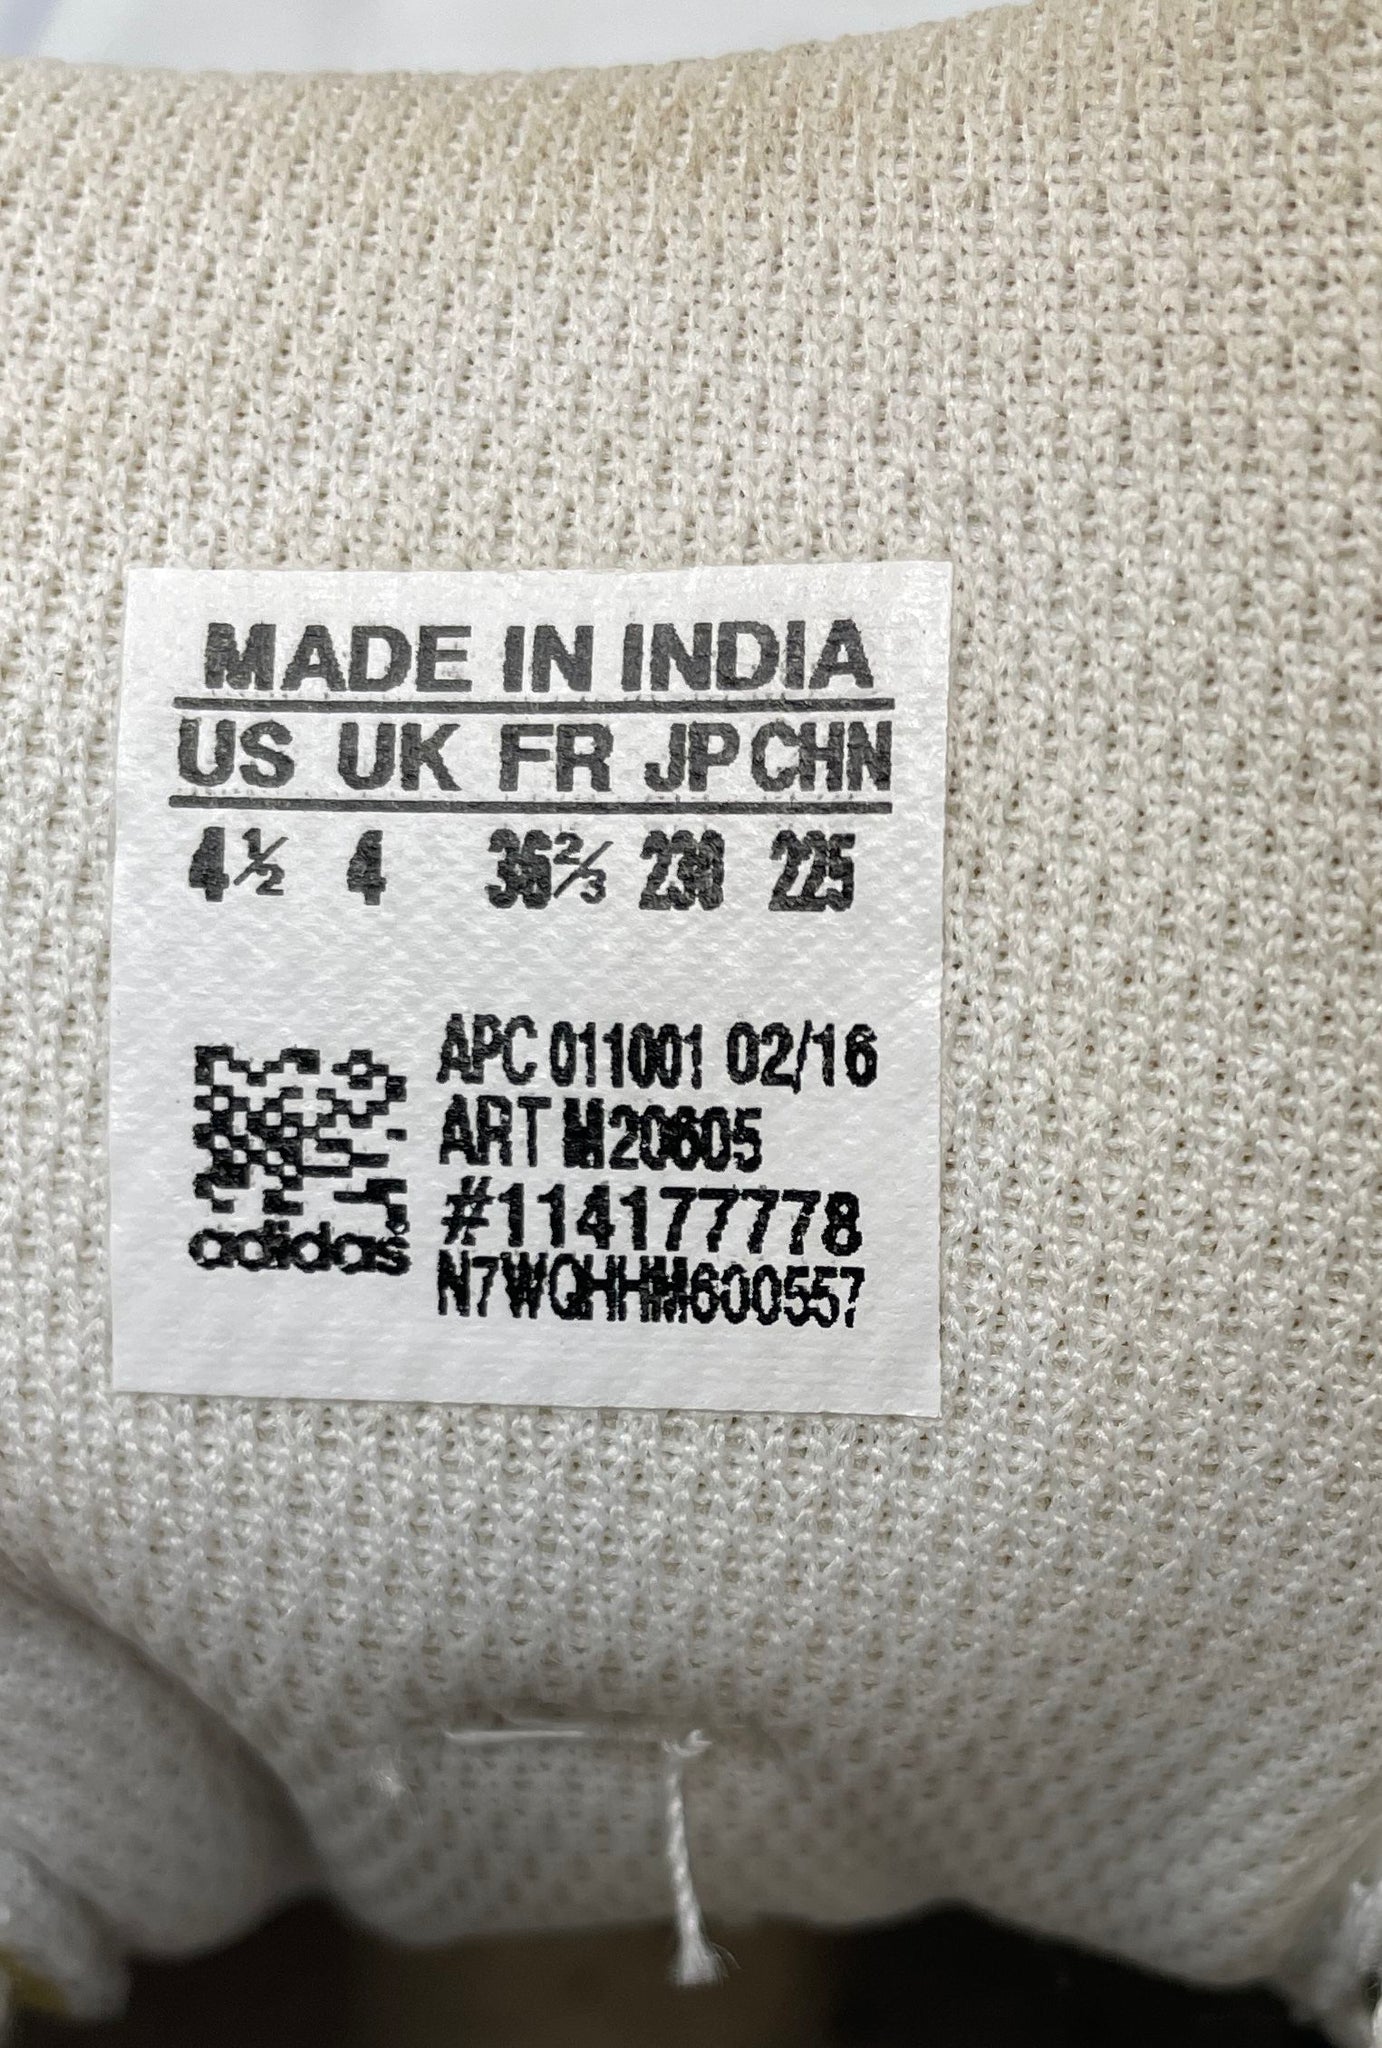 MADE IN INDIA
US UK FR JP CHN
4½ 4 36⅔ 230 225
APC 011001 02/16
ART M20605
#114177778
adidas
N7WQHHM600557